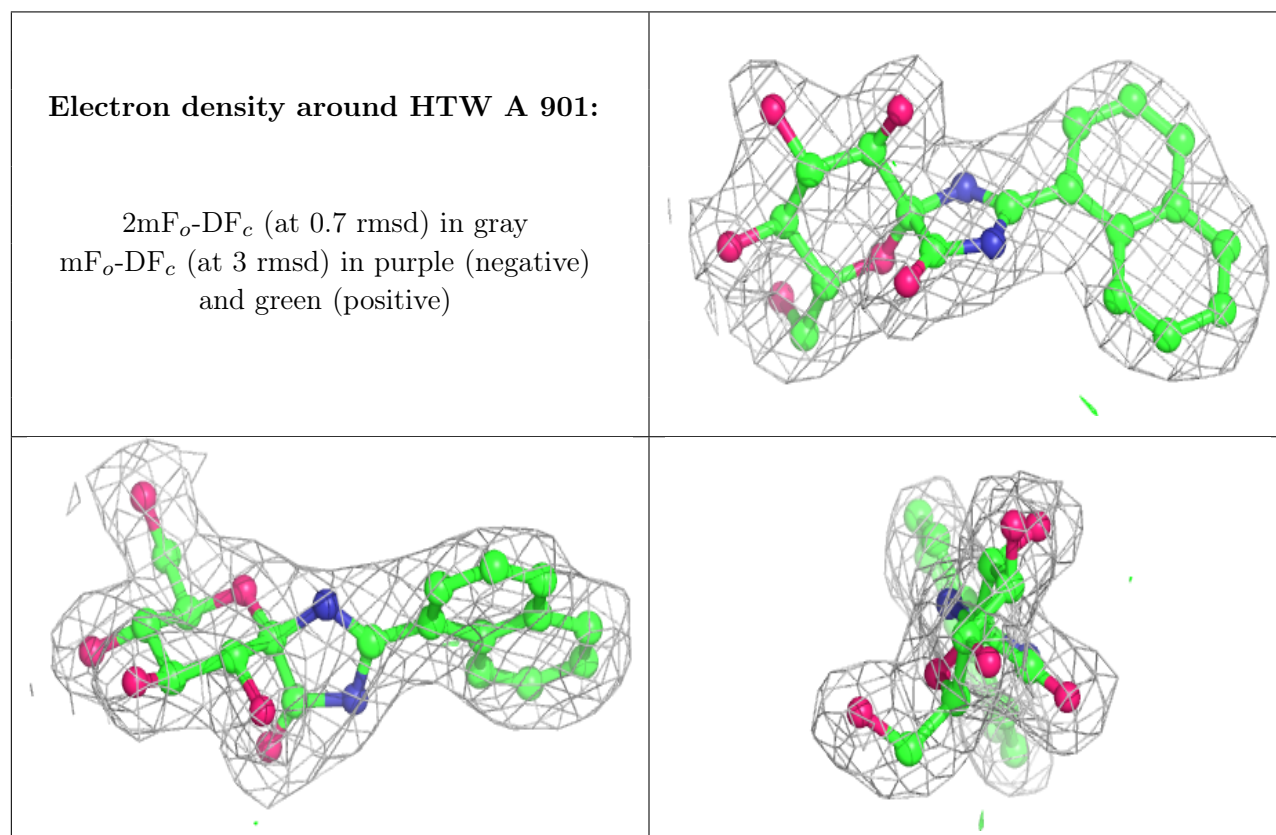 Electron density around HTW A 901:
2mFo-DFc (at 0.7 rmsd) in gray
mFo-DFc (at 3 rmsd) in purple (negative)
and green (positive)